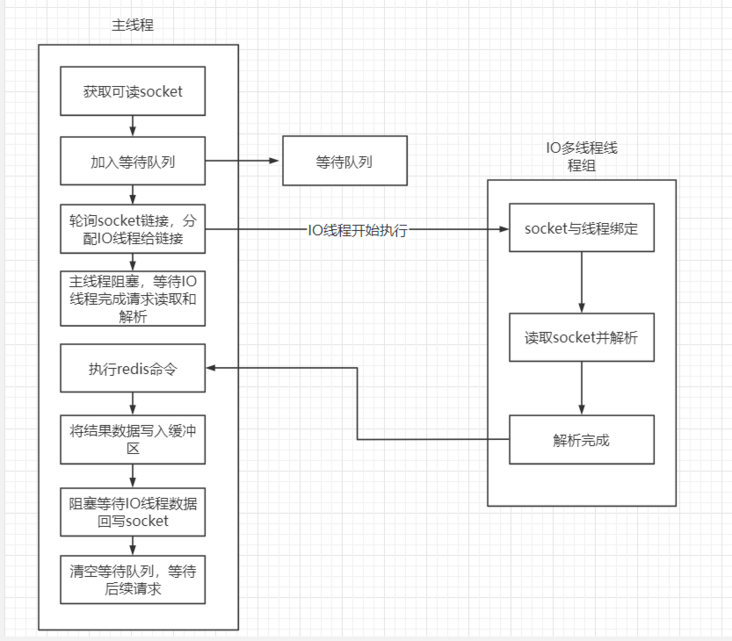 主线程
获取可读socket
加入等待队列
等待队列
轮询socket链接，分
配IO线程给链接
IO线程开始执行
主线程阻塞，等待IO
线程完成请求读取和
解析
执行redis命令
将结果数据写入缓冲
区
阻塞等待IO线程数据
回写socket
清空等待队列，等待
后续请求
IO多线程线
程组
socket与线程绑定
读取socket并解析
解析完成